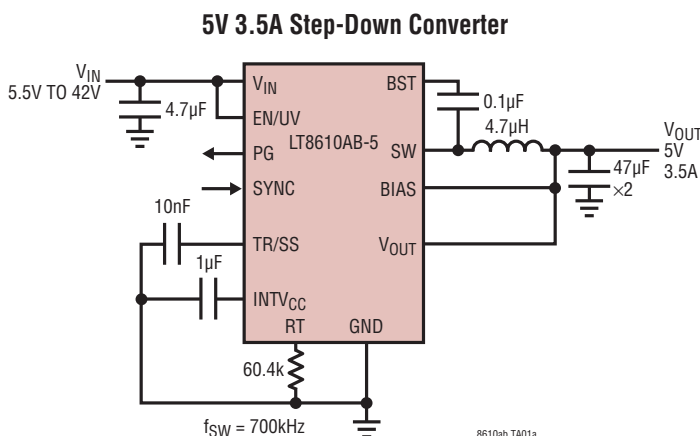 5V 3.5A Step-Down Converter
VIN
5.5V TO 42V
4.7µF
VIN
EN/UV
PG
SYNC
TR/SS
INTVCC
RT
GND
LT8610AB-5
BST
SW
BIAS
VOUT
0.1µF
4.7µH
VOUT
5V
3.5A
47µF
×2
10nF
1µF
60.4k
fSW = 700kHz
8610ab TA01a